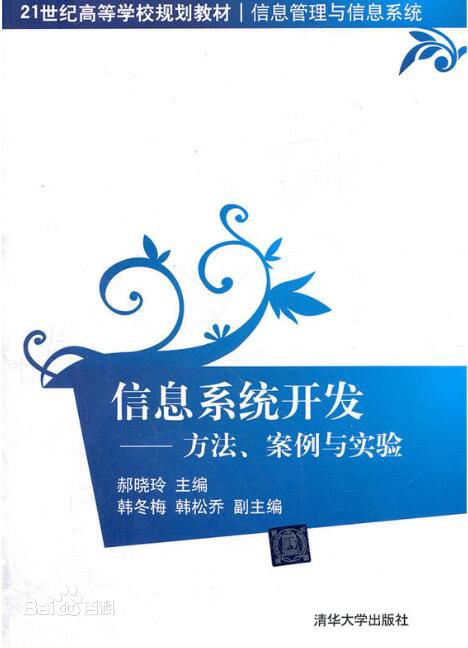 21世纪高等学校规划教材 | 信息管理与信息系统
信息系统开发
—— 方法、案例与实验
郝晓玲 主编
韩冬梅 韩松乔 副主编
Bai百科
清华大学出版社